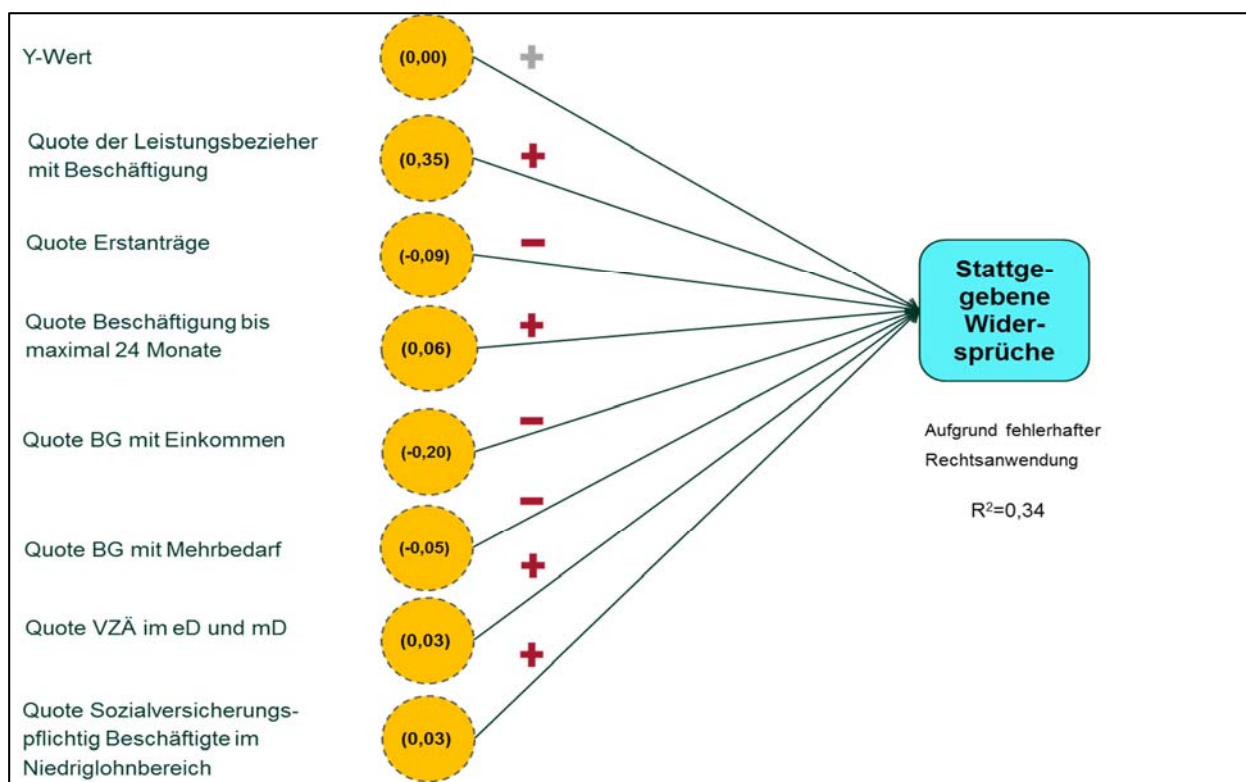 Y-Wert
(0,00)
+
Quote der Leistungsbezieher
mit Beschäftigung
(0,35)
+
Quote Erstanträge
(-0,09)
−
Quote Beschäftigung bis
maximal 24 Monate
(0,06)
+
Quote BG mit Einkommen
(-0,20)
−
Quote BG mit Mehrbedarf
(-0,05)
−
Quote VZÄ im eD und mD
(0,03)
+
Quote Sozialversicherungs-
pflichtig Beschäftigte im
Niedriglohnbereich
(0,03)
+
Stattge-
gebene
Wider-
sprüche
Aufgrund fehlerhafter
Rechtsanwendung
R²=0,34